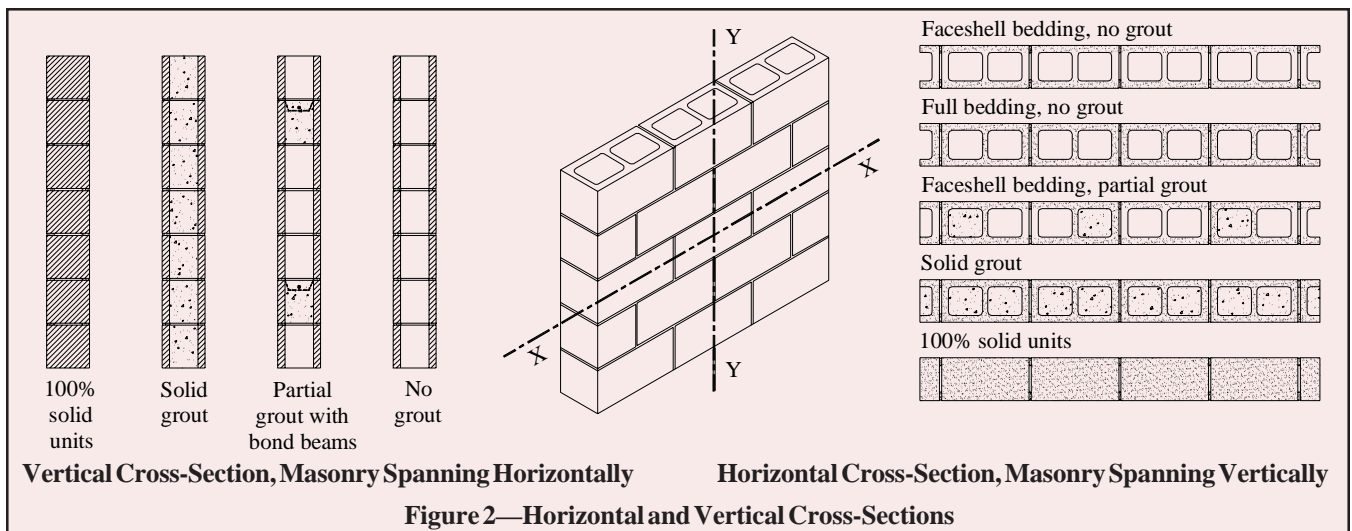 100%
solid
units
Solid
grout
Partial
grout with
bond beams
No
grout
Vertical Cross-Section, Masonry Spanning Horizontally
Y
X
X
Y
Faceshell bedding, no grout
Full bedding, no grout
Faceshell bedding, partial grout
Solid grout
100% solid units
Horizontal Cross-Section, Masonry Spanning Vertically
Figure 2—Horizontal and Vertical Cross-Sections